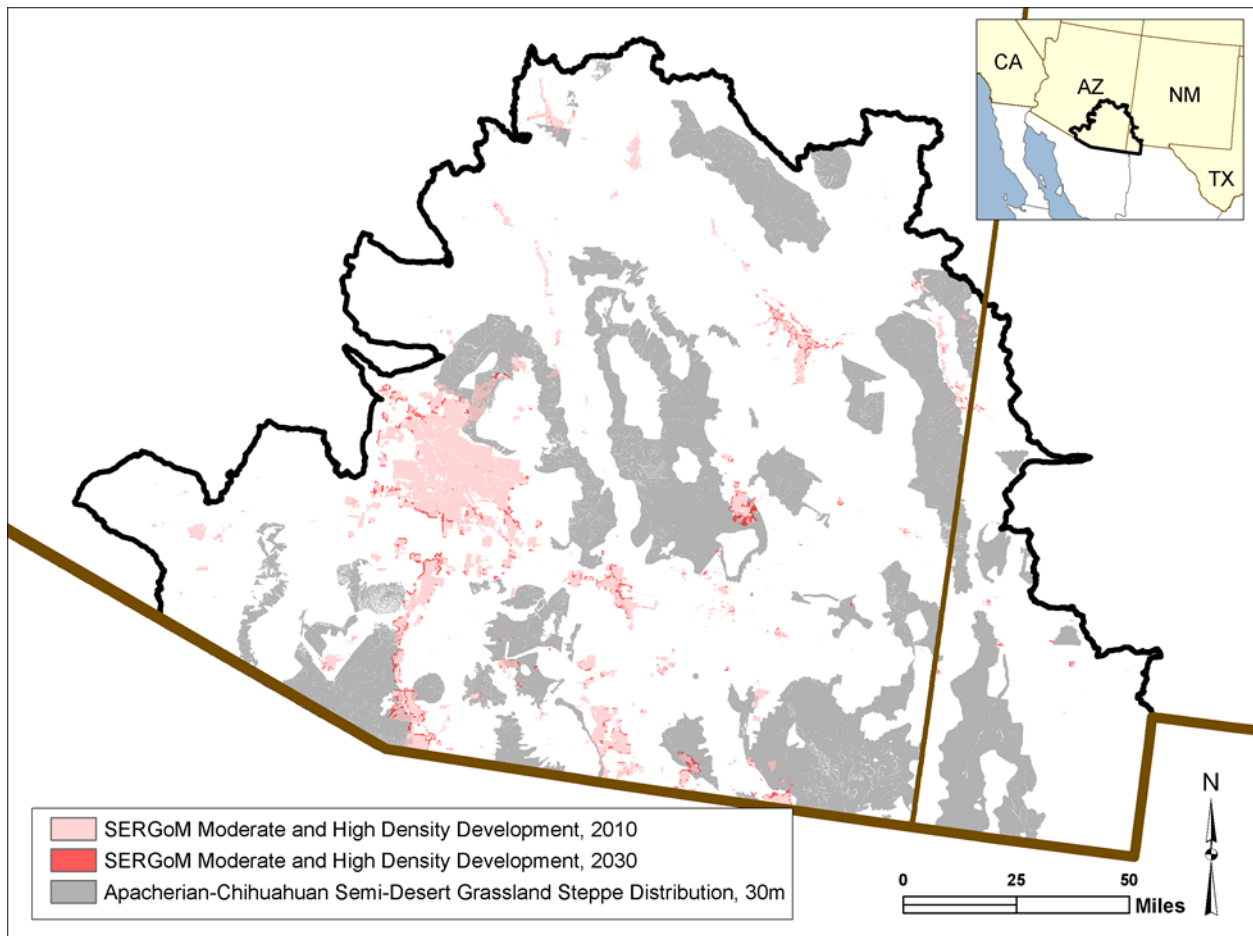 CA
AZ
NM
TX
N
SERGoM Moderate and High Density Development, 2010
SERGoM Moderate and High Density Development, 2030
Apacherian-Chihuahuan Semi-Desert Grassland Steppe Distribution, 30m
0 25 50
Miles